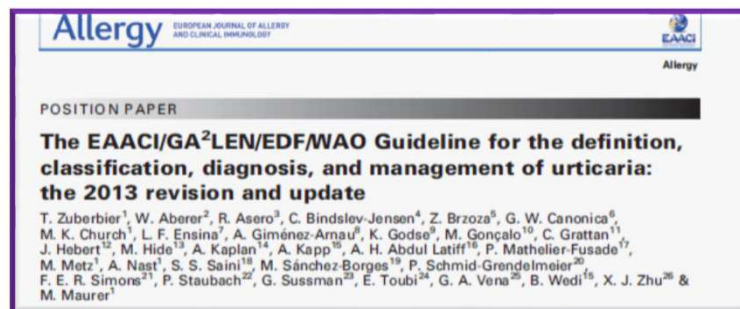 Allergy
EUROPEAN JOURNAL OF ALLERGY
AND CLINICAL IMMUNOLOGY
EAACI
Allergy
POSITION PAPER
The EAACI/GA²LEN/EDF/WAO Guideline for the definition,
classification, diagnosis, and management of urticaria:
the 2013 revision and update
T. Zuberbier¹, W. Aberer², R. Asero³, C. Bindslev-Jensen⁴, Z. Brzoza⁵, G. W. Canonica⁶,
M. K. Church¹, L. F. Ensina⁷, A. Giménez-Arnau⁸, K. Godse⁹, M. Gonçalo¹⁰, C. Grattan¹¹
J. Hebert¹², M. Hide¹³, A. Kaplan¹⁴, A. Kapp¹⁵, A. H. Abdul Latiff¹⁶, P. Mathelier-Fusade¹⁷,
M. Metz¹, A. Nast¹, S. S. Saini¹⁸, M. Sánchez-Borges¹⁹, P. Schmid-Grendelmeier²⁰
F. E. R. Simons²¹, P. Staubach²², G. Sussman²³, E. Toubi²⁴, G. A. Vena²⁵, B. Wedi¹⁵, X. J. Zhu²⁶ &
M. Maurer¹